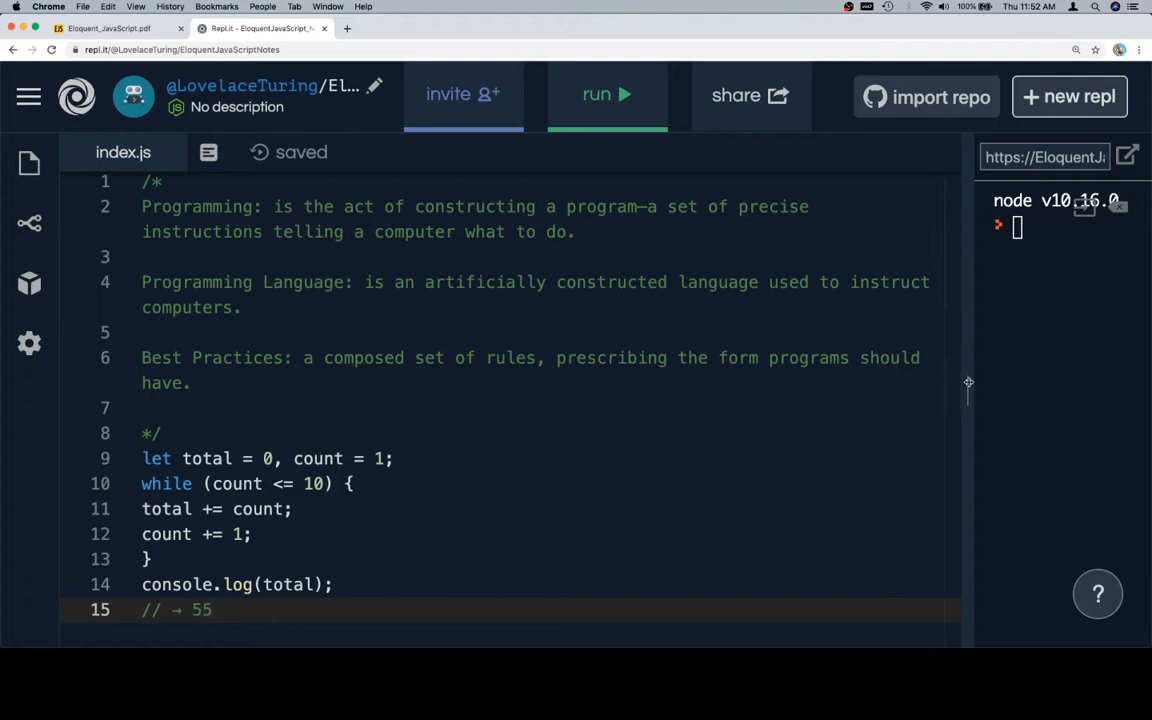 Chrome File Edit View History Bookmarks People Tab Window Help 100% Thu 11:52 AM
Eloquent_JavaScript.pdf × Repl.it - EloquentJavaScript_N × +
repl.it/@LovelaceTuring/EloquentJavaScriptNotes
@LovelaceTuring/Elo...
No description
invite
run
share
import repo
+ new repl
index.js
saved
https://EloquentJa
1 /*
2 Programming: is the act of constructing a program—a set of precise
instructions telling a computer what to do.
3
4 Programming Language: is an artificially constructed language used to instruct
computers.
5
6 Best Practices: a composed set of rules, prescribing the form programs should
have.
7
8 */
9 let total = 0, count = 1;
10 while (count <= 10) {
11 total += count;
12 count += 1;
13 }
14 console.log(total);
15 // → 55
node v10.16.0
>
?